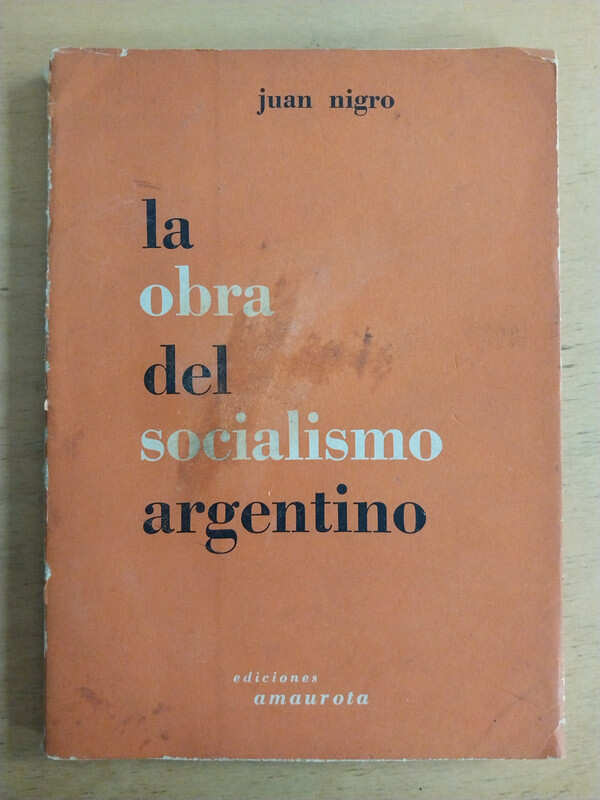 juan nigro
la
obra
del
socialismo
argentino
ediciones
amaurota